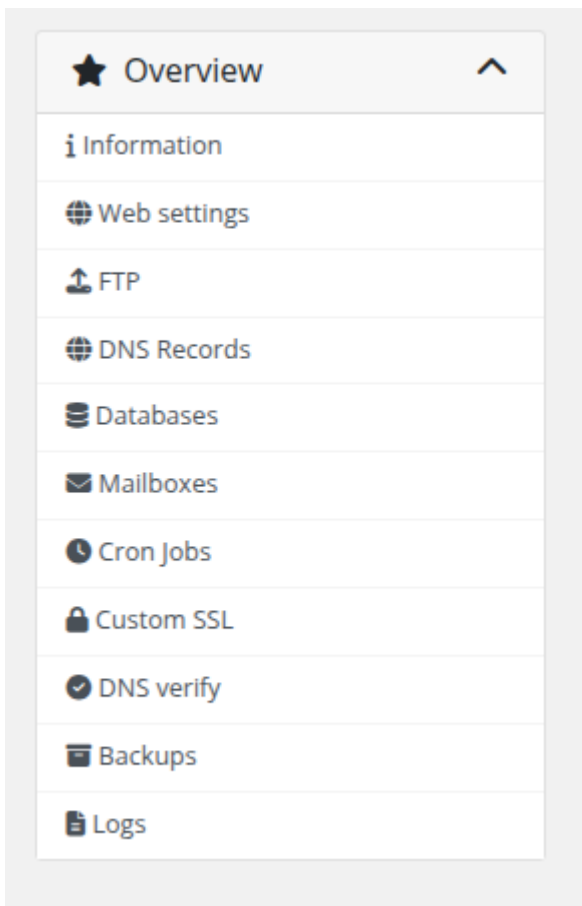 Overview
Information
Web settings
FTP
DNS Records
Databases
Mailboxes
Cron Jobs
Custom SSL
DNS verify
Backups
Logs